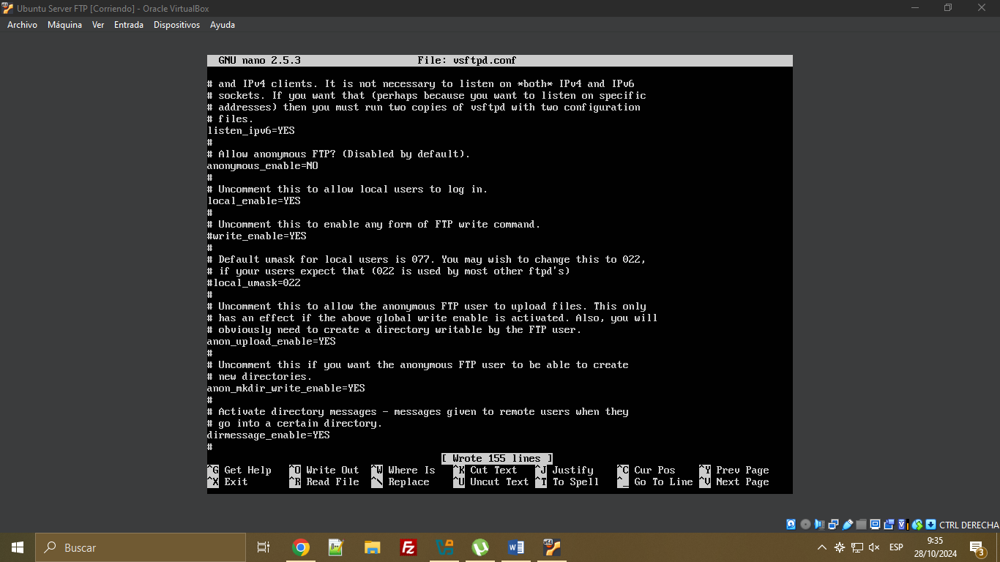 Ubuntu Server FTP [Corriendo] - Oracle VirtualBox
Archivo Máquina Ver Entrada Dispositivos Ayuda
GNU nano 2.5.3 File: vsftpd.conf
# and IPv4 clients. It is not necessary to listen on *both* IPv4 and IPv6
# sockets. If you want that (perhaps because you want to listen on specific
# addresses) then you must run two copies of vsftpd with two configuration
# files.
listen_ipv6=YES
#
# Allow anonymous FTP? (Disabled by default).
anonymous_enable=NO
#
# Uncomment this to allow local users to log in.
local_enable=YES
#
# Uncomment this to enable any form of FTP write command.
#write_enable=YES
#
# Default umask for local users is 077. You may wish to change this to 022,
# if your users expect that (022 is used by most other ftpd's)
#local_umask=022
#
# Uncomment this to allow the anonymous FTP user to upload files. This only
# has an effect if the above global write enable is activated. Also, you will
# obviously need to create a directory writable by the FTP user.
anon_upload_enable=YES
#
# Uncomment this if you want the anonymous FTP user to be able to create
# new directories.
anon_mkdir_write_enable=YES
#
# Activate directory messages - messages given to remote users when they
# go into a certain directory.
dirmessage_enable=YES
#
[ Wrote 155 lines ]
^G Get Help ^O Write Out ^W Where Is ^K Cut Text ^J Justify ^C Cur Pos ^Y Prev Page
^X Exit ^R Read File ^\ Replace ^U Uncut Text ^T To Spell ^_ Go To Line ^V Next Page
CTRL DERECHA
Buscar
ESP
9:35
28/10/2024
3